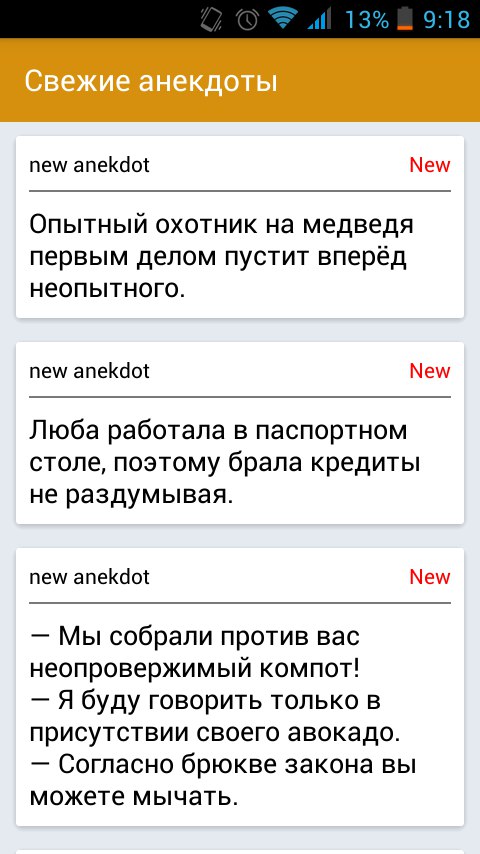 13% 9:18
Свежие анекдоты
new anekdot New
Опытный охотник на медведя
первым делом пустит вперёд
неопытного.
new anekdot New
Люба работала в паспортном
столе, поэтому брала кредиты
не раздумывая.
new anekdot New
— Мы собрали против вас
неопровержимый компот!
— Я буду говорить только в
присутствии своего авокадо.
— Согласно брюкве закона вы
можете мычать.